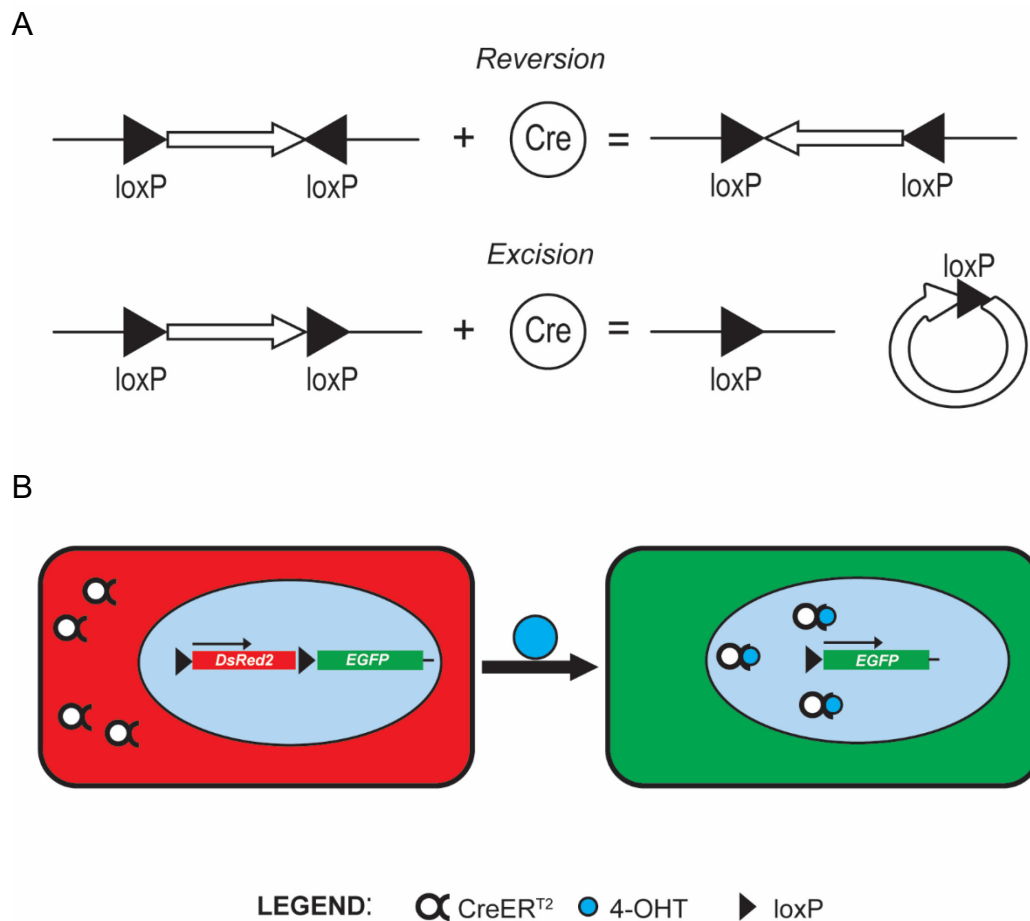 A
Reversion
loxP loxP + Cre = loxP loxP
Excision
loxP
loxP loxP + Cre = loxP
B
DsRed2 EGFP
EGFP
LEGEND: CreERT2 4-OHT loxP